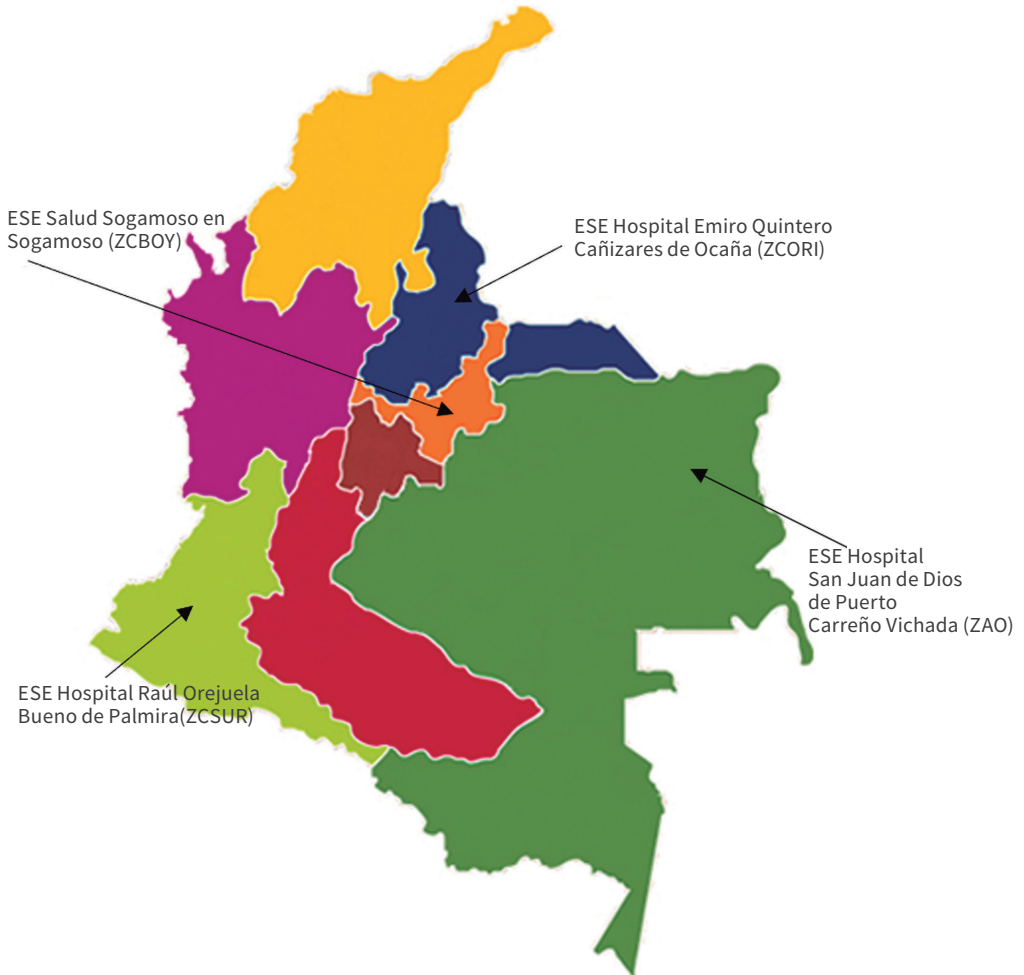 ESE Salud Sogamoso en
Sogamoso (ZCBOY)
ESE Hospital Emiro Quintero
Cañizares de Ocaña (ZCORI)
ESE Hospital
San Juan de Dios
de Puerto
Carreño Vichada (ZAO)
ESE Hospital Raúl Orejuela
Bueno de Palmira(ZCSUR)